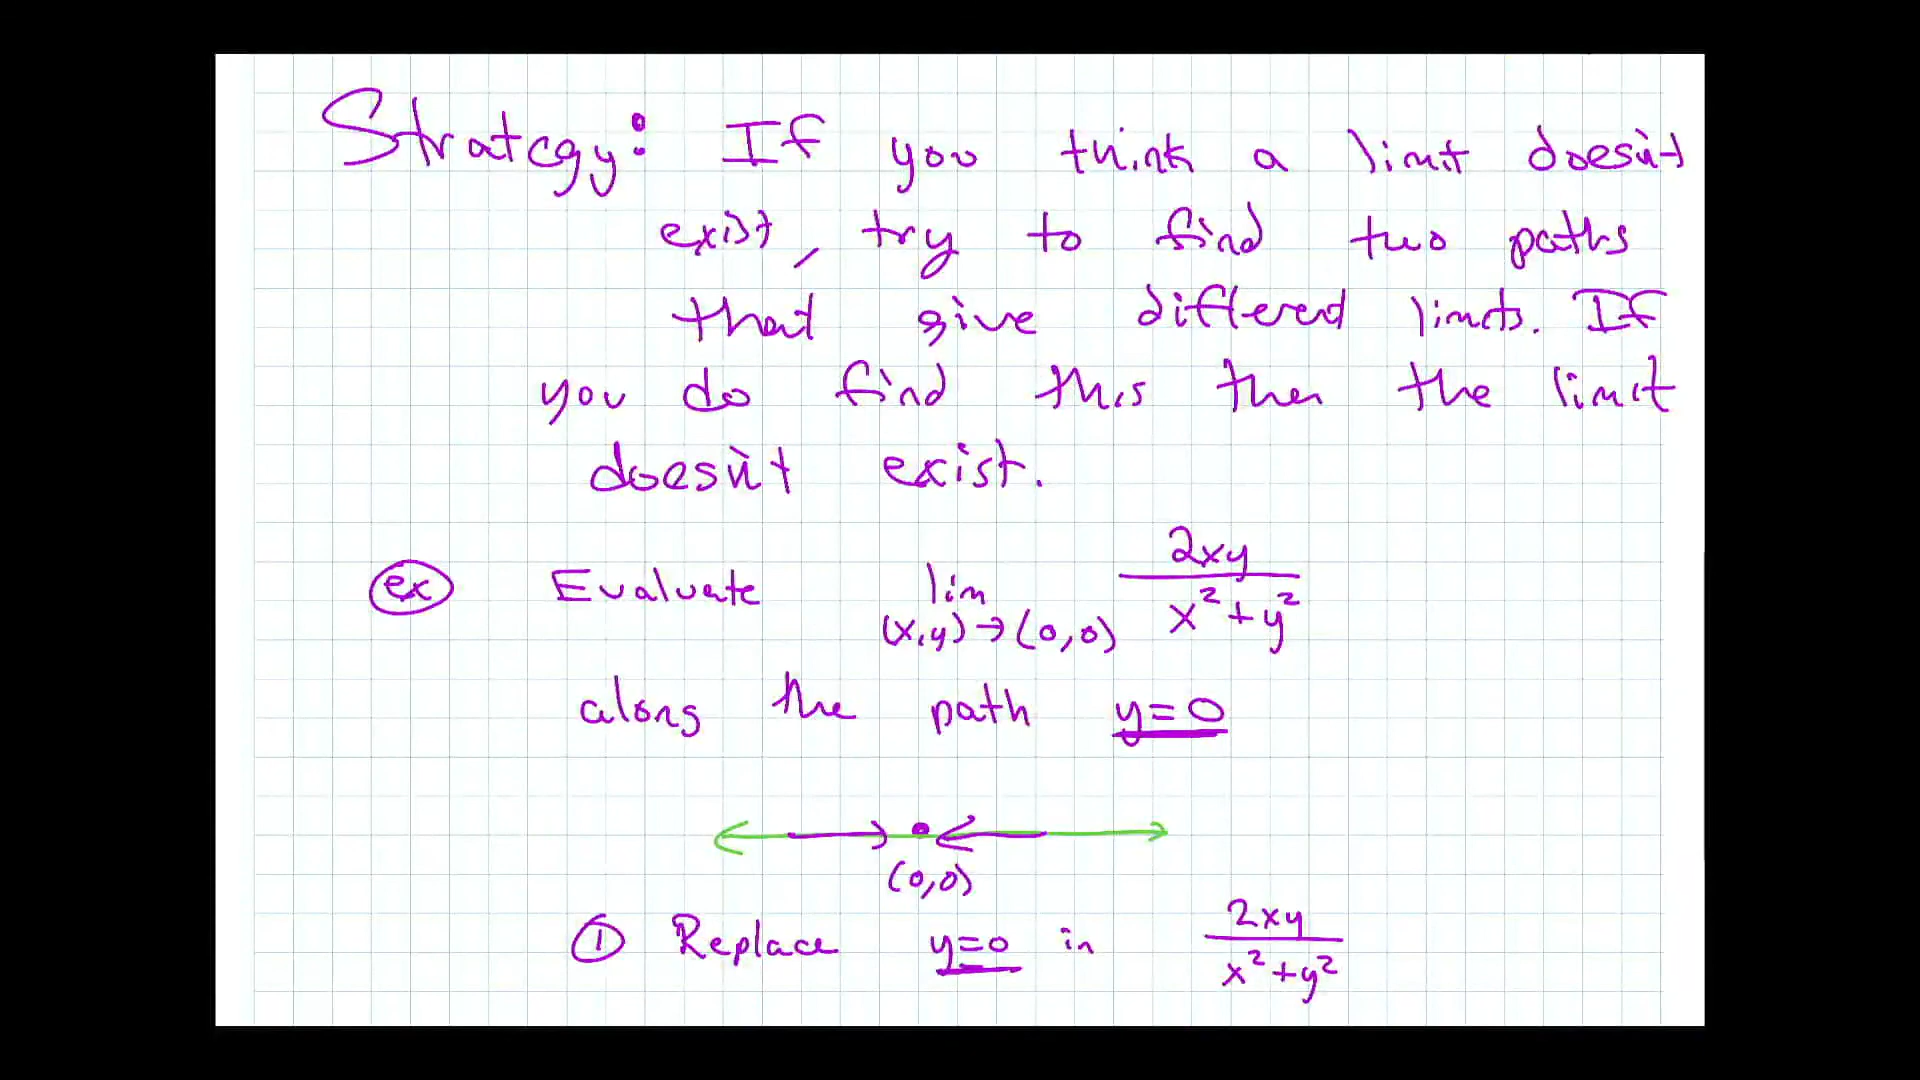 Strategy: If you think a limit doesn't
exist, try to find two paths
that give different limits. If
you do find this then the limit
doesn't exist.
ex Evaluate lim (x,y)→(0,0) 2xy / x²+y²
along the path y=0
(0,0)
① Replace y=0 in 2xy / x²+y²